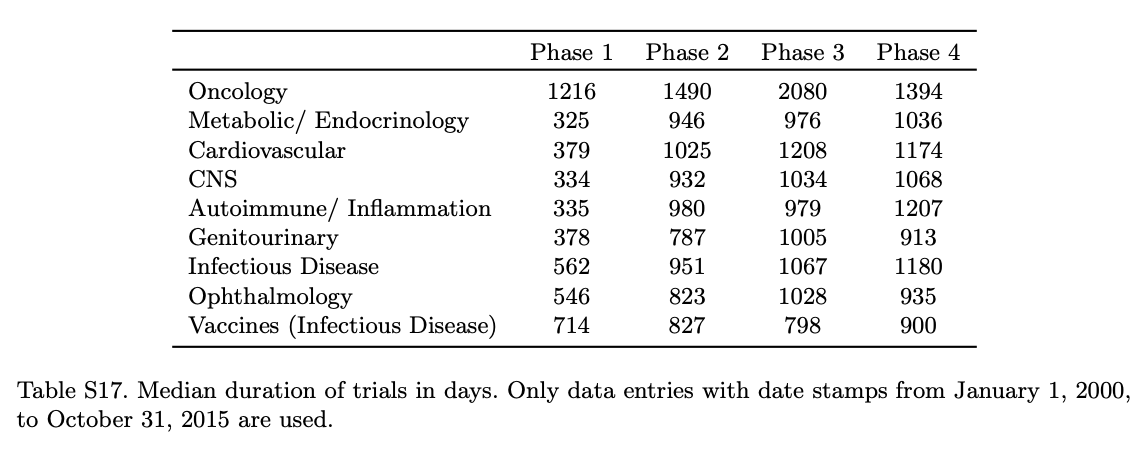 Phase 1 Phase 2 Phase 3 Phase 4
Oncology 1216 1490 2080 1394
Metabolic/ Endocrinology 325 946 976 1036
Cardiovascular 379 1025 1208 1174
CNS 334 932 1034 1068
Autoimmune/ Inflammation 335 980 979 1207
Genitourinary 378 787 1005 913
Infectious Disease 562 951 1067 1180
Ophthalmology 546 823 1028 935
Vaccines (Infectious Disease) 714 827 798 900
Table S17. Median duration of trials in days. Only data entries with date stamps from January 1, 2000,
to October 31, 2015 are used.